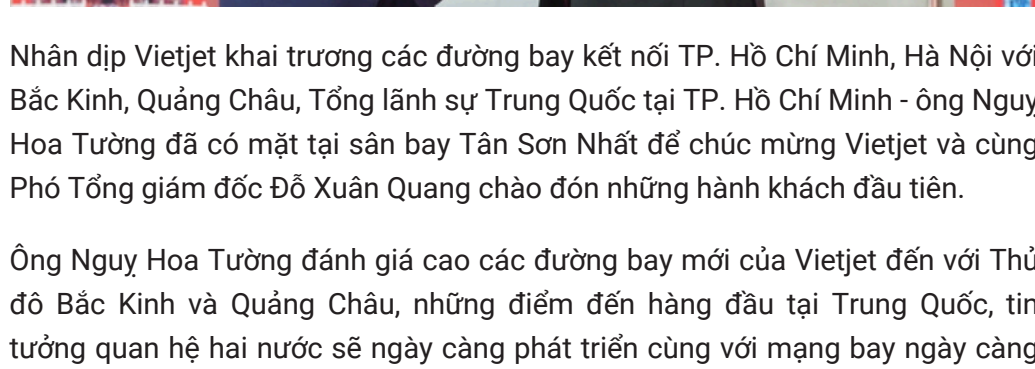 Nhân dịp Vietjet khai trương các đường bay kết nối TP. Hồ Chí Minh, Hà Nội với
Bắc Kinh, Quảng Châu, Tổng lãnh sự Trung Quốc tại TP. Hồ Chí Minh - ông Nguỵ
Hoa Tường đã có mặt tại sân bay Tân Sơn Nhất để chúc mừng Vietjet và cùng
Phó Tổng giám đốc Đỗ Xuân Quang chào đón những hành khách đầu tiên.
Ông Nguỵ Hoa Tường đánh giá cao các đường bay mới của Vietjet đến với Thủ
đô Bắc Kinh và Quảng Châu, những điểm đến hàng đầu tại Trung Quốc, tin
tưởng quan hệ hai nước sẽ ngày càng phát triển cùng với mạng bay ngày càng